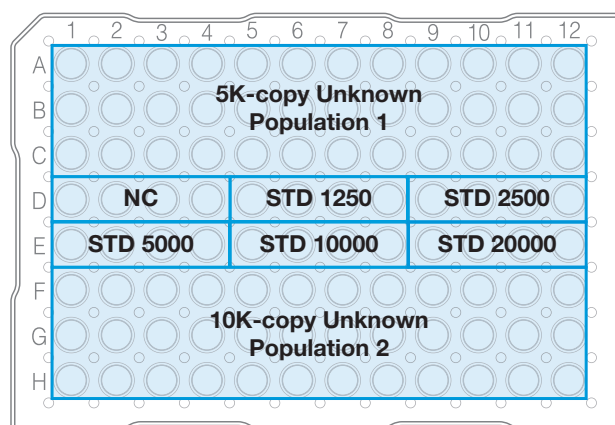 1 2 3 4 5 6 7 8 9 10 11 12
A
5K-copy Unknown
B
Population 1
C
D NC STD 1250 STD 2500
E STD 5000 STD 10000 STD 20000
F
10K-copy Unknown
G
Population 2
H